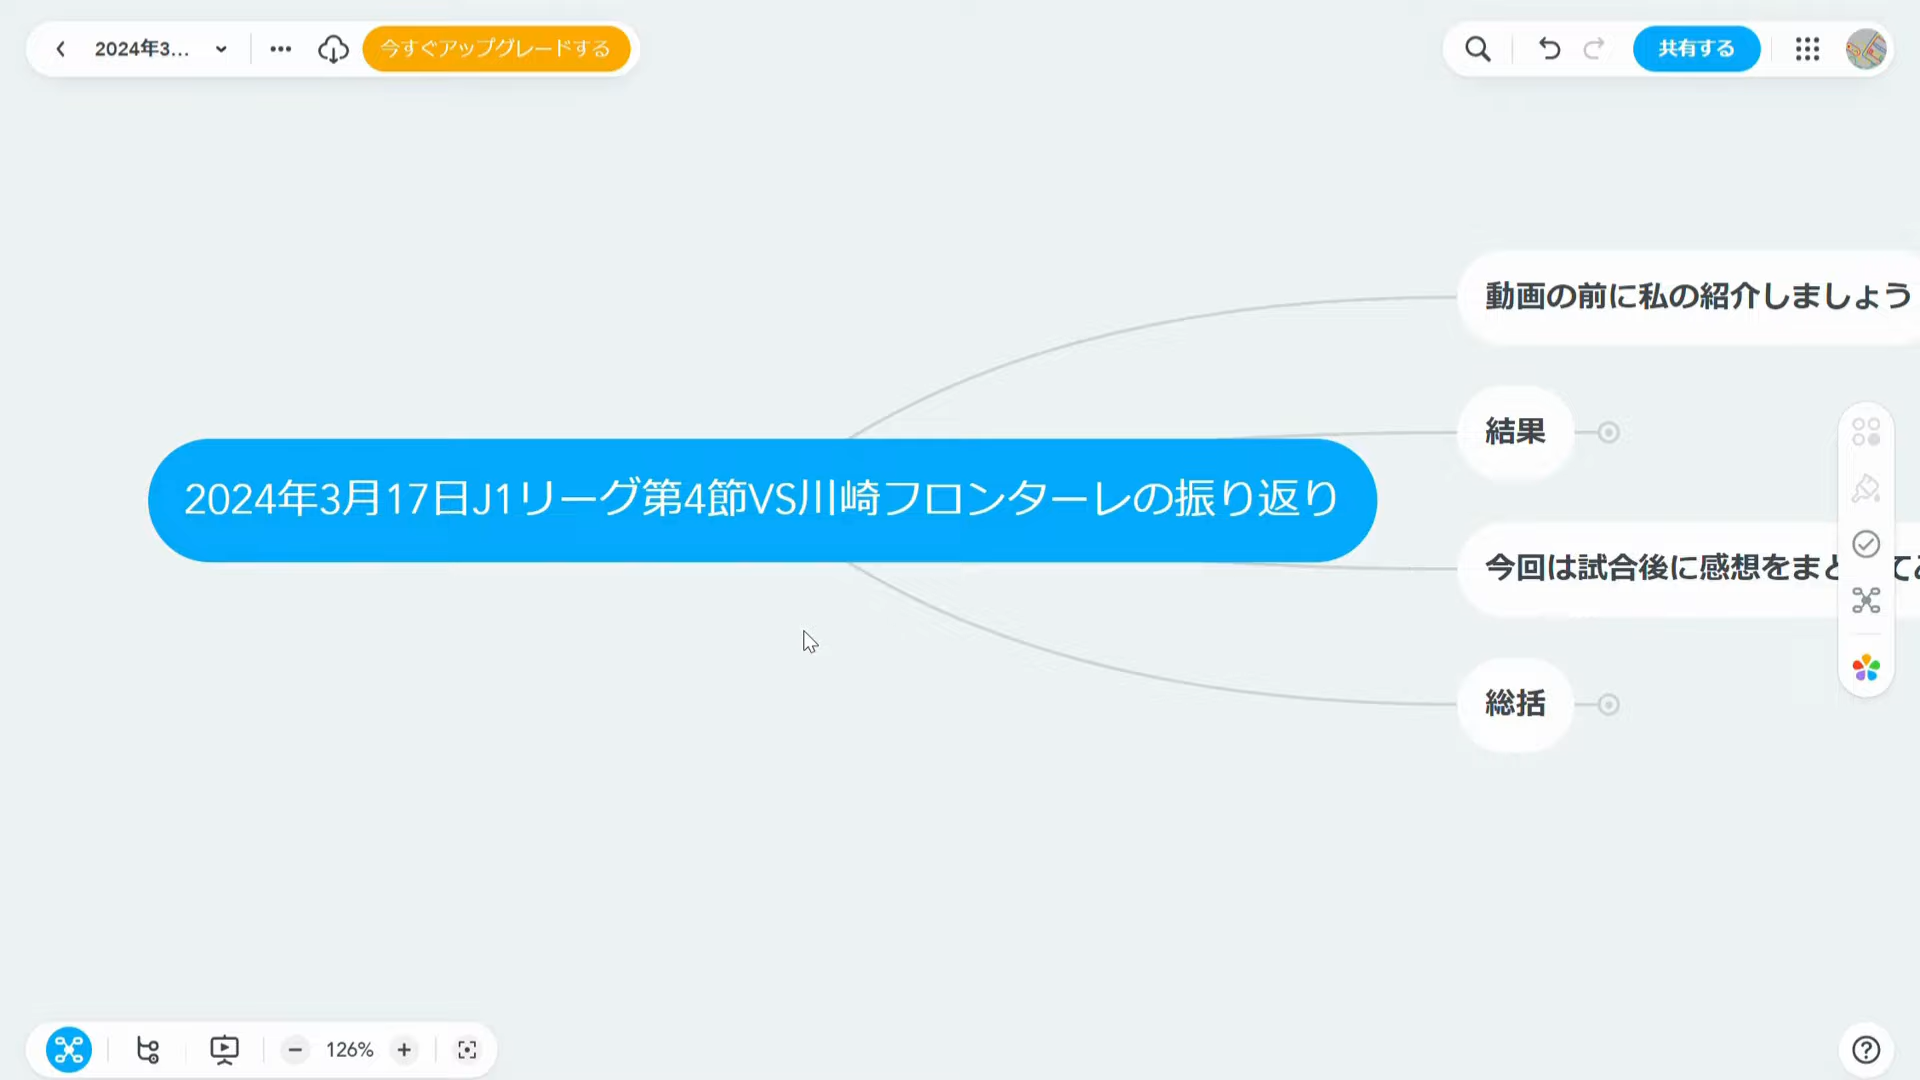 2024年3...
今すぐアップグレードする
共有する
動画の前に私の紹介しましょう
結果
2024年3月17日J1リーグ第4節VS川崎フロンターレの振り返り
今回は試合後に感想をまと
総括
126%